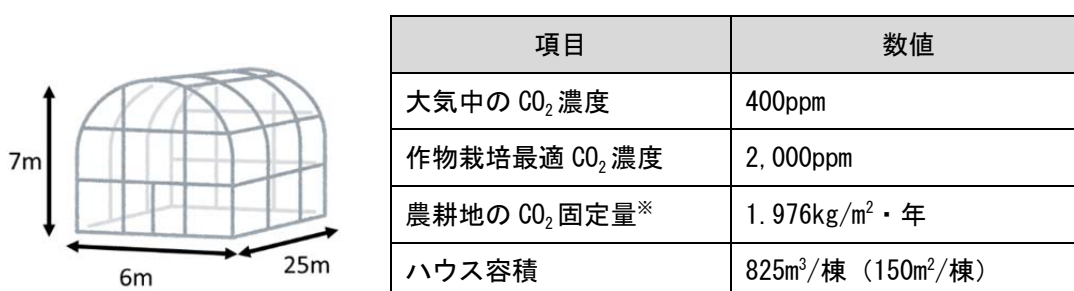 項目 数値
大気中の CO₂濃度 400ppm
作物栽培最適 CO₂濃度 2,000ppm
農耕地の CO₂固定量※ 1.976kg/m²・年
ハウス容積 825m³/棟（150m²/棟）
7m
6m
25m